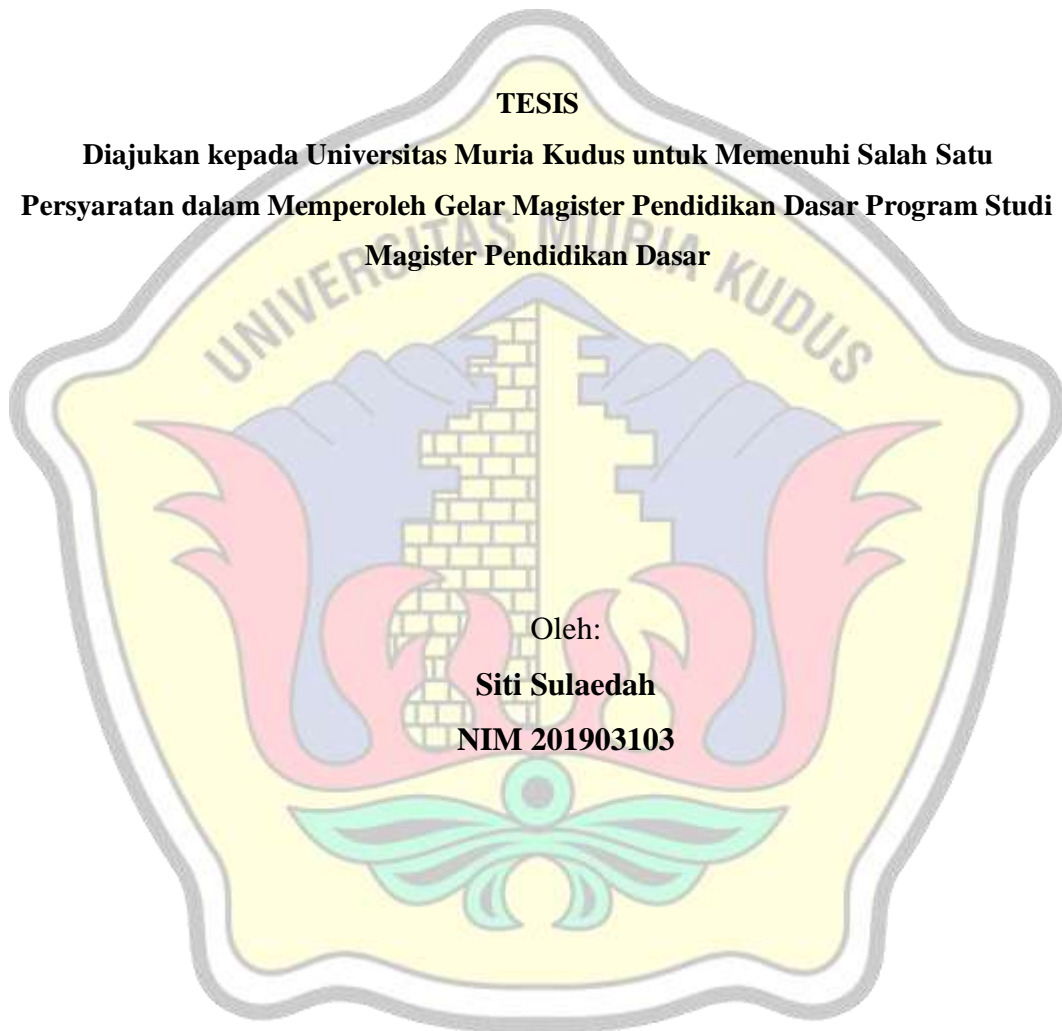 TESIS
Diajukan kepada Universitas Muria Kudus untuk Memenuhi Salah Satu
Persyaratan dalam Memperoleh Gelar Magister Pendidikan Dasar Program Studi
Magister Pendidikan Dasar
UNIVERSITAS MURIA KUDUS
Oleh:
Siti Sulaedah
NIM 201903103